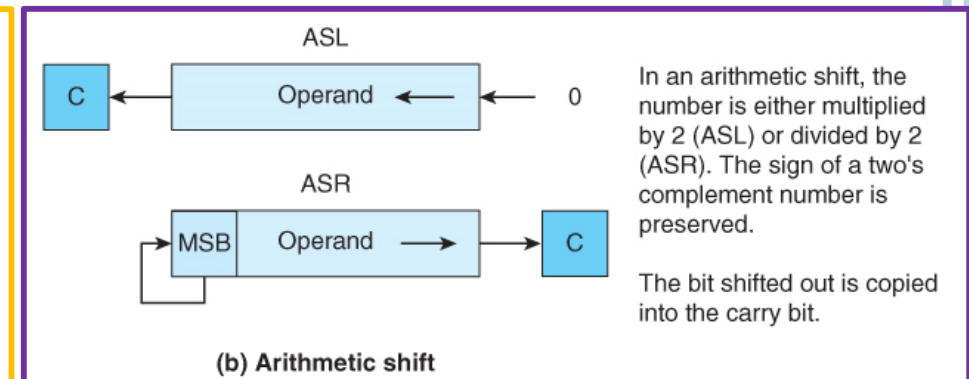 ASL
C
Operand
0
ASR
MSB
Operand
C
In an arithmetic shift, the
number is either multiplied
by 2 (ASL) or divided by 2
(ASR). The sign of a two's
complement number is
preserved.
The bit shifted out is copied
into the carry bit.
(b) Arithmetic shift